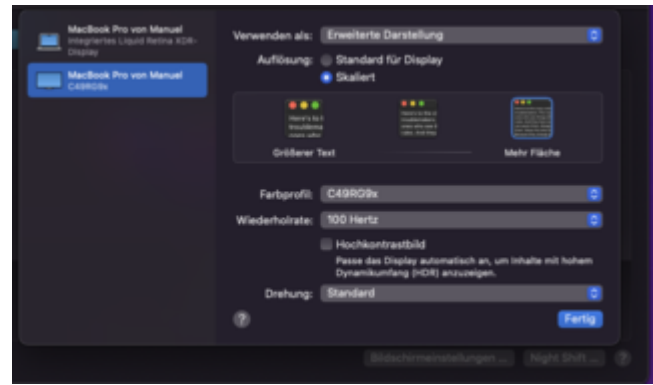 MacBook Pro von Manuel
Integriertes Liquid Retina XDR-
Display
MacBook Pro von Manuel
C49RG9x
Verwenden als: Erweiterte Darstellung
Auflösung: Standard für Display
Skaliert
Größerer Text
Mehr Fläche
Farbprofil: C49RG9x
Wiederholrate: 100 Hertz
Hochkontrastbild
Passe das Display automatisch an, um Inhalte mit hohem
Dynamikumfang (HDR) anzuzeigen.
Drehung: Standard
?
Fertig
Bildschirmeinstellungen ...
Night Shift ...
?